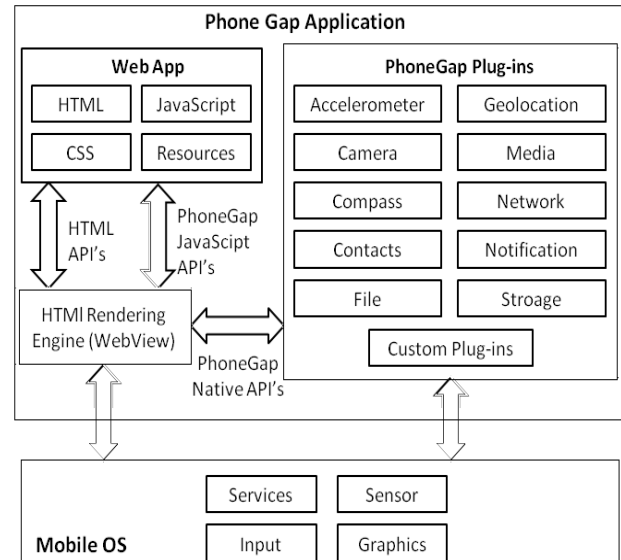 Phone Gap Application
Web App
HTML
JavaScript
CSS
Resources
HTML
API's
PhoneGap
JavaScipt
API's
HTMl Rendering
Engine (WebView)
PhoneGap
Native API's
PhoneGap Plug-ins
Accelerometer
Geolocation
Camera
Media
Compass
Network
Contacts
Notification
File
Stroage
Custom Plug-ins
Services
Sensor
Mobile OS
Input
Graphics